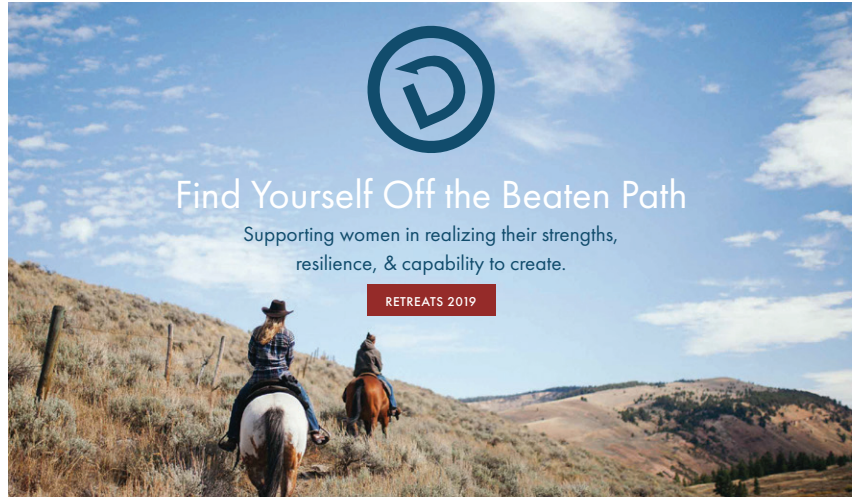 D
Find Yourself Off the Beaten Path
Supporting women in realizing their strengths,
resilience, & capability to create.
RETREATS 2019